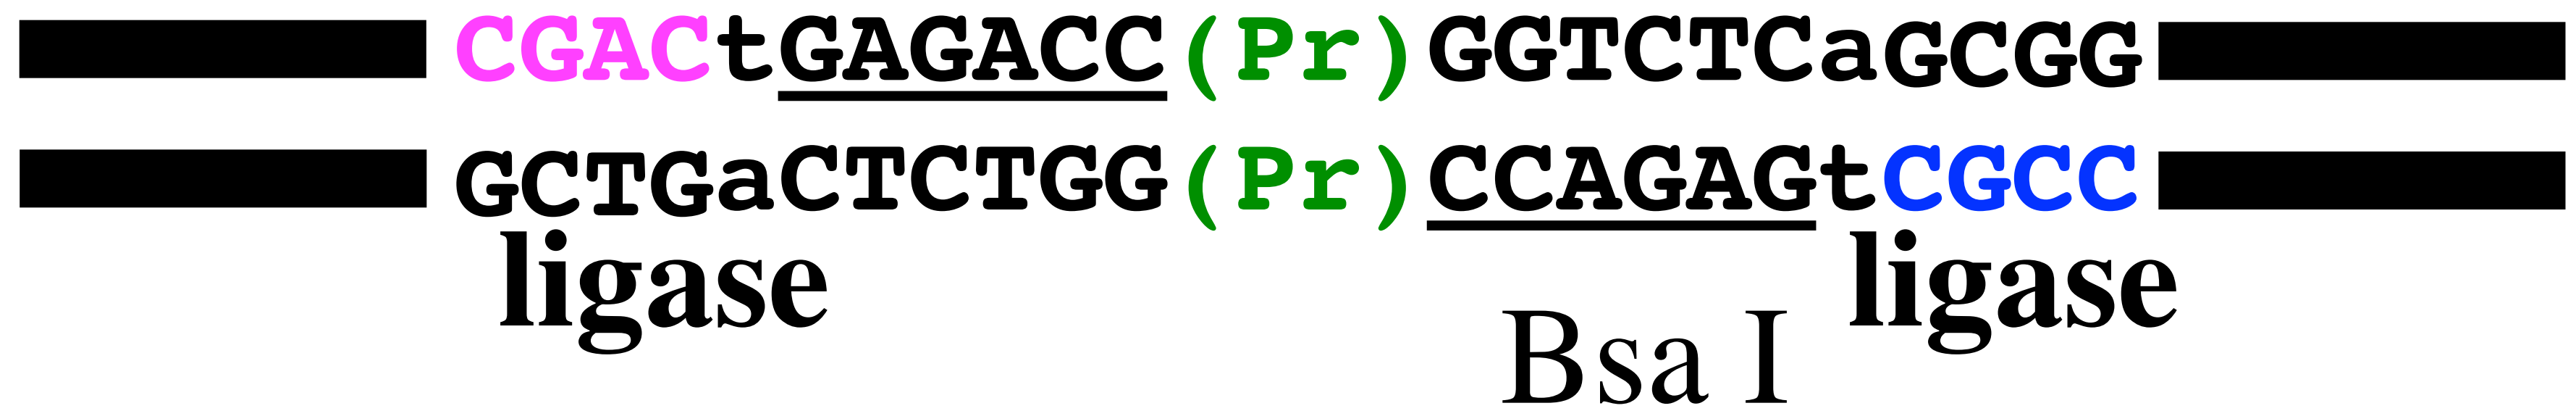 CGACtGAGACC(Pr)GGTCTCaGCGG
GCTGaCTCTGG(Pr)CCAGAGtCGCC
ligase ligase
Bsa I